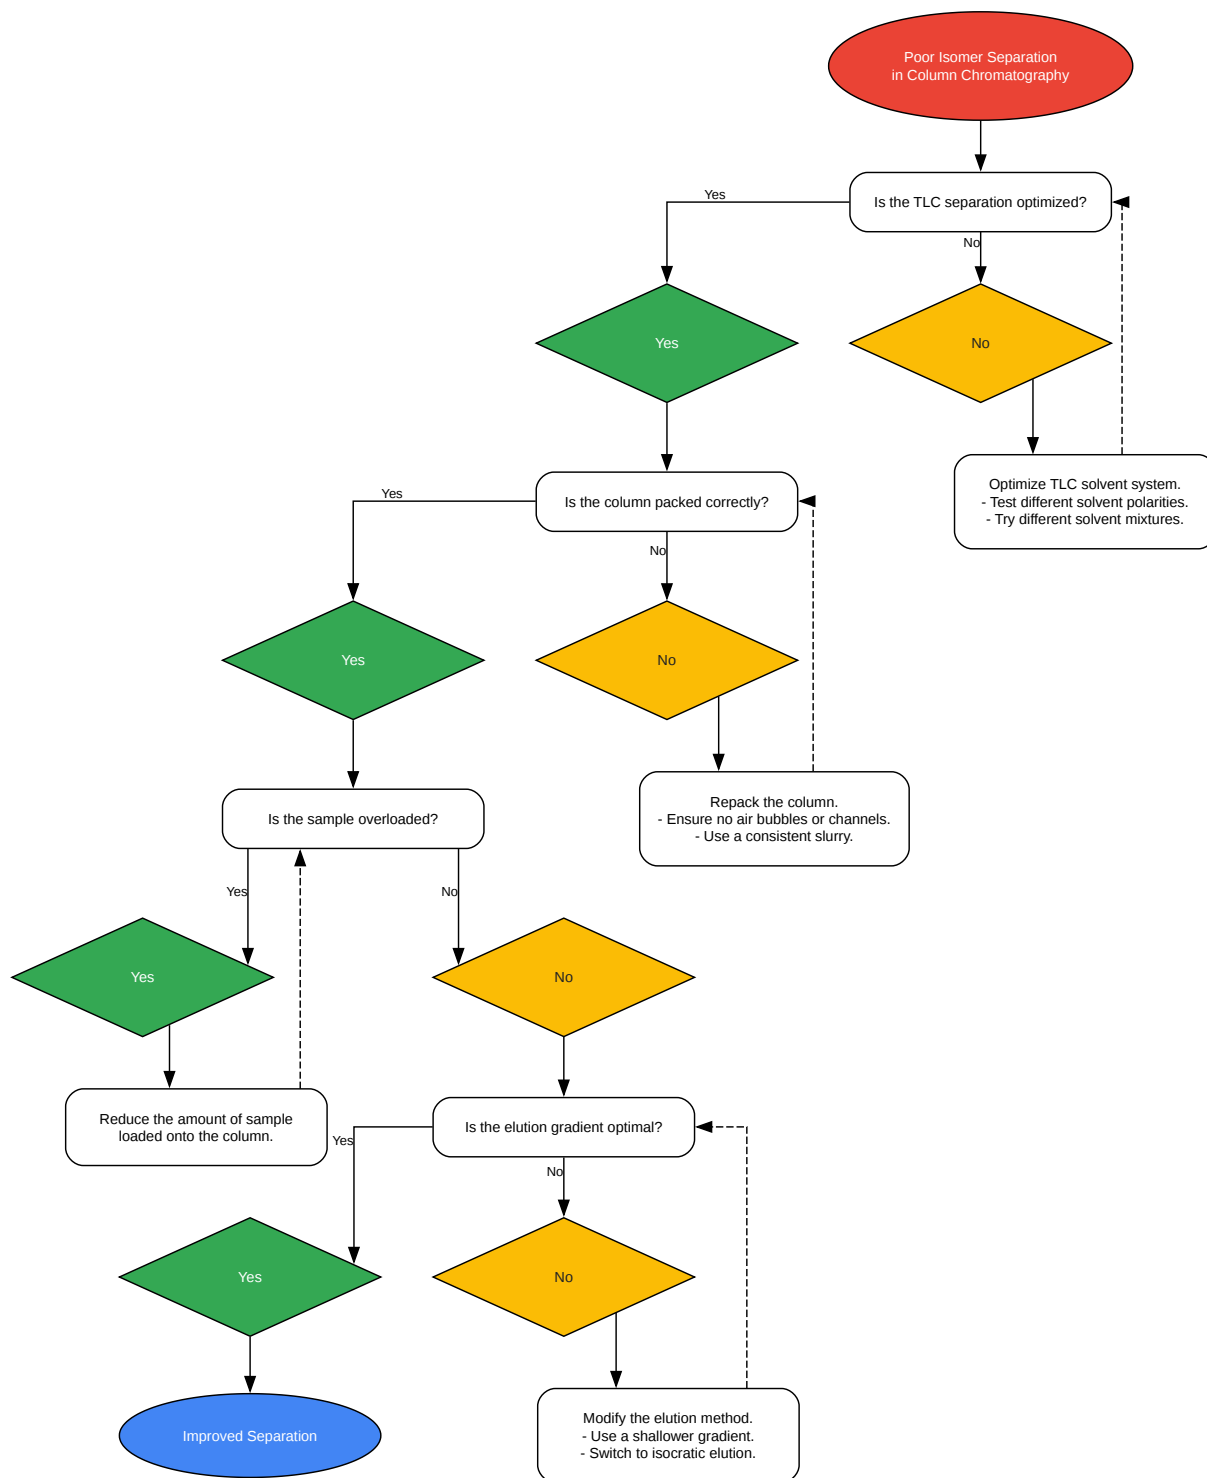 Poor Isomer Separation
in Column Chromatography
Is the TLC separation optimized?
Yes
No
Yes
No
Optimize TLC solvent system.
- Test different solvent polarities.
- Try different solvent mixtures.
Is the column packed correctly?
Yes
No
Yes
No
Repack the column.
- Ensure no air bubbles or channels.
- Use a consistent slurry.
Is the sample overloaded?
Yes
No
Yes
No
Reduce the amount of sample
loaded onto the column.
Is the elution gradient optimal?
Yes
No
Yes
No
Improved Separation
Modify the elution method.
- Use a shallower gradient.
- Switch to isocratic elution.